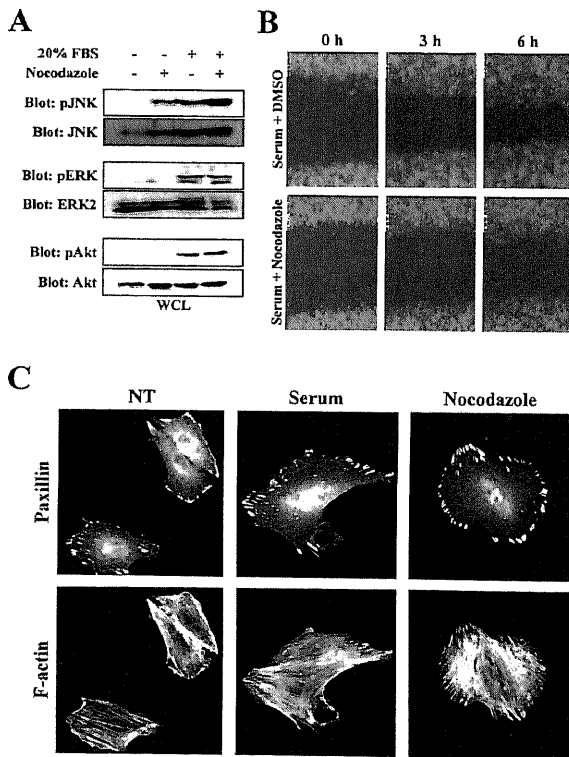 A
20% FBS - - + +
Nocodazole - + - +
Blot: pJNK
Blot: JNK
Blot: pERK
Blot: ERK2
Blot: pAkt
Blot: Akt
WCL
B
0 h 3 h 6 h
Serum + DMSO
Serum + Nocodazole
C
NT Serum Nocodazole
Paxillin
F-actin